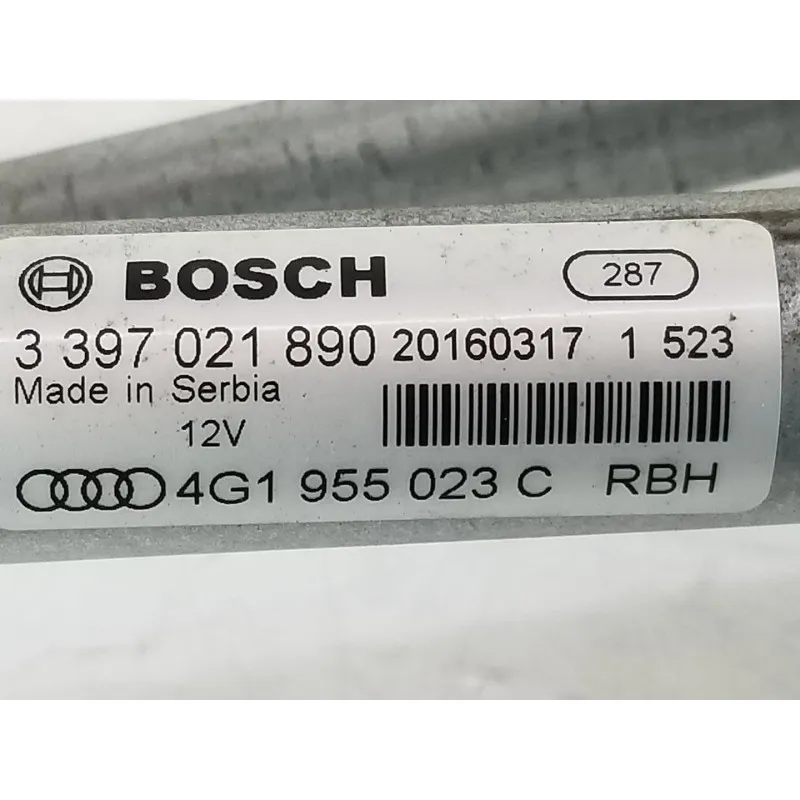 BOSCH 287
3 397 021 890 20160317 1 523
Made in Serbia
12V
4G1 955 023 C RBH